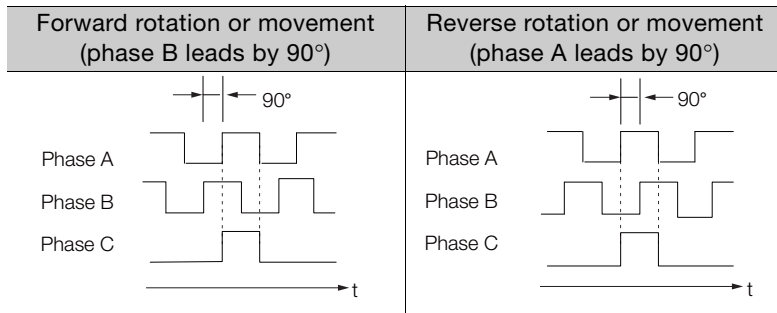 Forward rotation or movement
(phase B leads by 90°)
Reverse rotation or movement
(phase A leads by 90°)
90°
Phase A
Phase B
Phase C
t
90°
Phase A
Phase B
Phase C
t